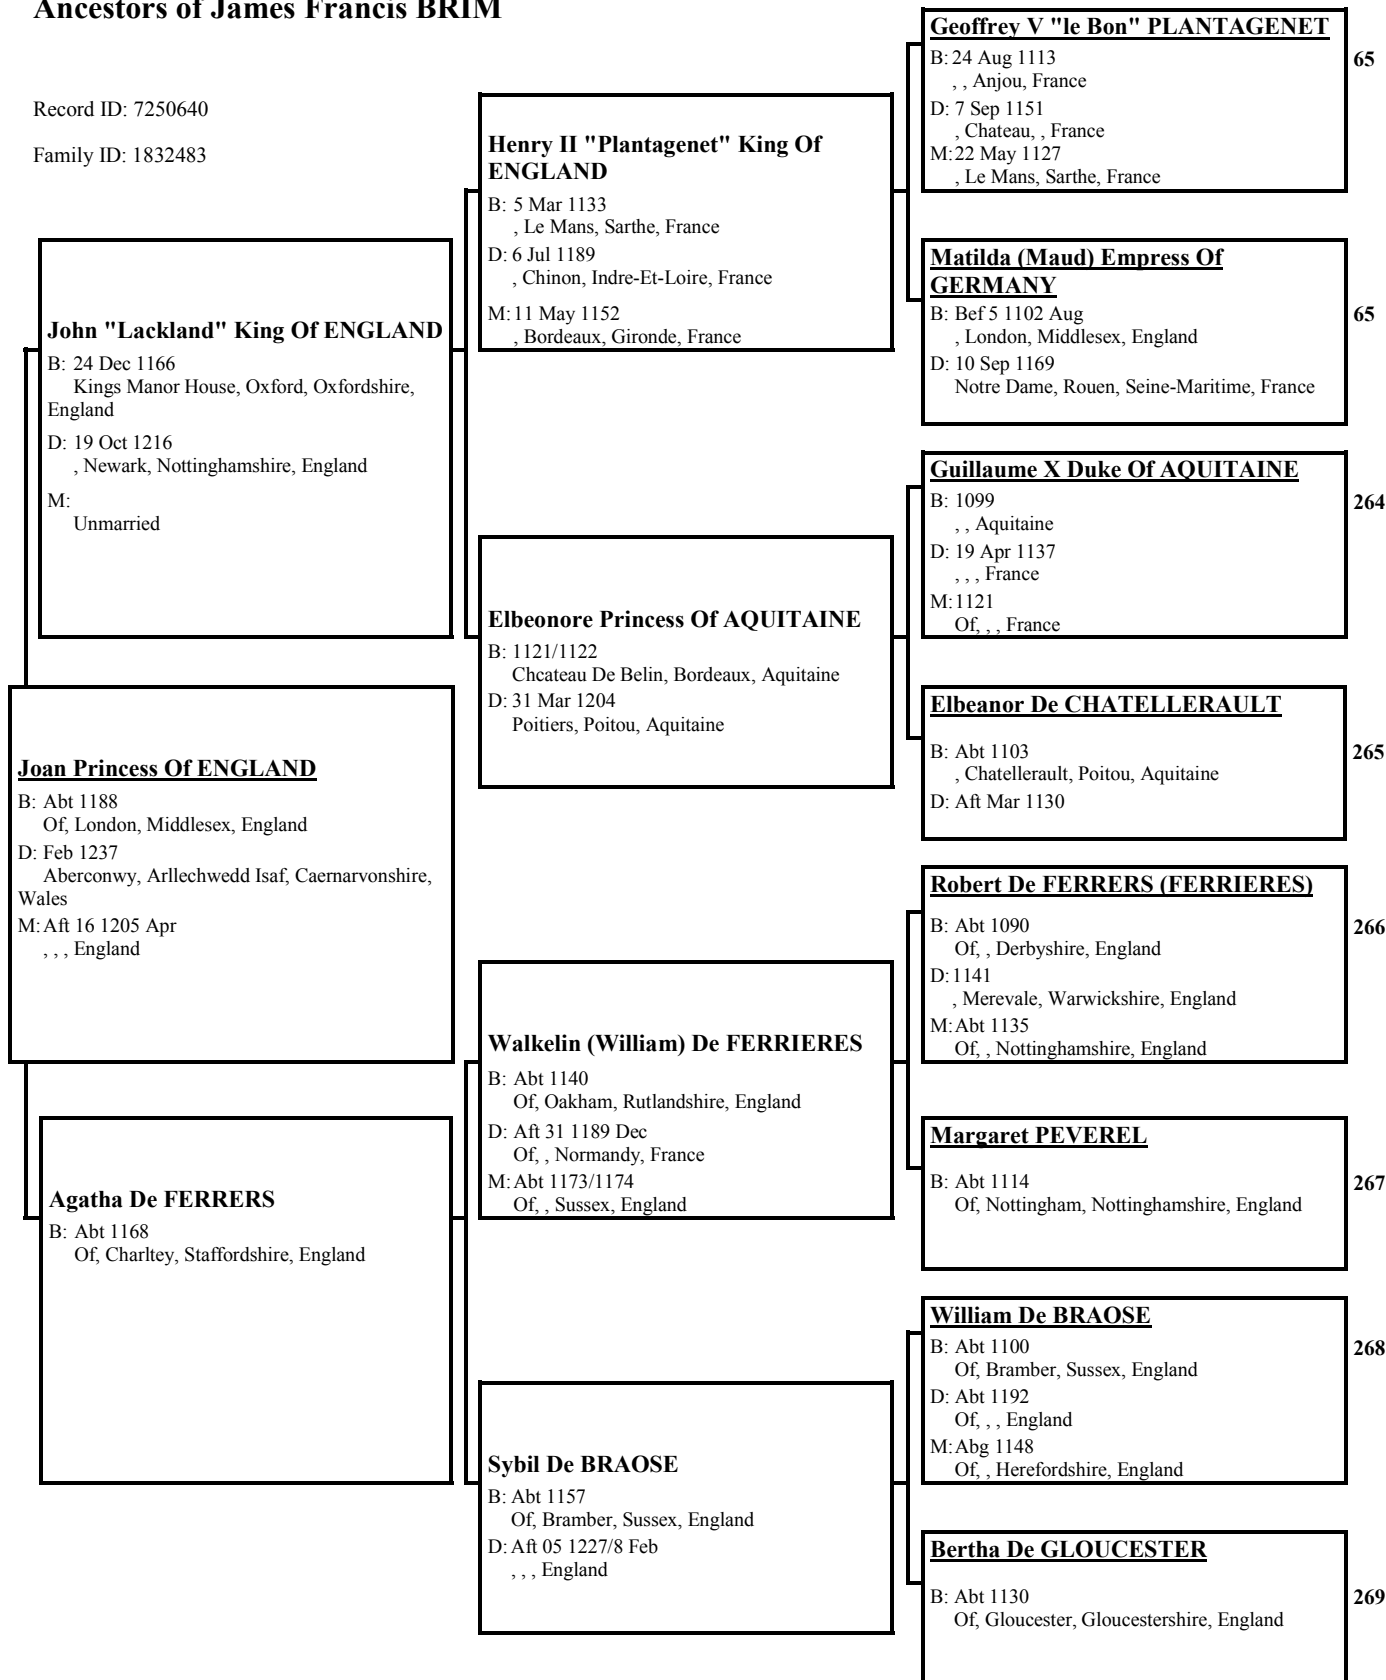 Ancestors of James Francis BRIM
Record ID: 7250640
Family ID: 1832483
Geoffrey V "le Bon" PLANTAGENET
B: 24 Aug 1113
, , Anjou, France
D: 7 Sep 1151
, Chateau, , France
M: 22 May 1127
, Le Mans, Sarthe, France
65
Henry II "Plantagenet" King Of
ENGLAND
B: 5 Mar 1133
, Le Mans, Sarthe, France
D: 6 Jul 1189
, Chinon, Indre-Et-Loire, France
M: 11 May 1152
, Bordeaux, Gironde, France
Matilda (Maud) Empress Of
GERMANY
B: Bef 5 1102 Aug
, London, Middlesex, England
D: 10 Sep 1169
Notre Dame, Rouen, Seine-Maritime, France
65
John "Lackland" King Of ENGLAND
B: 24 Dec 1166
Kings Manor House, Oxford, Oxfordshire,
England
D: 19 Oct 1216
, Newark, Nottinghamshire, England
M:
Unmarried
Guillaume X Duke Of AQUITAINE
B: 1099
, , Aquitaine
D: 19 Apr 1137
, , , France
M: 1121
Of, , , France
264
Elbeonore Princess Of AQUITAINE
B: 1121/1122
Chcateau De Belin, Bordeaux, Aquitaine
D: 31 Mar 1204
Poitiers, Poitou, Aquitaine
Elbeanor De CHATELLERAULT
B: Abt 1103
, Chatellerault, Poitou, Aquitaine
D: Aft Mar 1130
265
Joan Princess Of ENGLAND
B: Abt 1188
Of, London, Middlesex, England
D: Feb 1237
Aberconwy, Arllechwedd Isaf, Caernarvonshire,
Wales
M: Aft 16 1205 Apr
, , , England
Robert De FERRERS (FERRIERES)
B: Abt 1090
Of, , Derbyshire, England
D: 1141
, Merevale, Warwickshire, England
M: Abt 1135
Of, , Nottinghamshire, England
266
Walkelin (William) De FERRIERES
B: Abt 1140
Of, Oakham, Rutlandshire, England
D: Aft 31 1189 Dec
Of, , Normandy, France
M: Abt 1173/1174
Of, , Sussex, England
Margaret PEVEREL
B: Abt 1114
Of, Nottingham, Nottinghamshire, England
267
Agatha De FERRERS
B: Abt 1168
Of, Charltey, Staffordshire, England
William De BRAOSE
B: Abt 1100
Of, Bramber, Sussex, England
D: Abt 1192
Of, , , England
M: Abg 1148
Of, , Herefordshire, England
268
Sybil De BRAOSE
B: Abt 1157
Of, Bramber, Sussex, England
D: Aft 05 1227/8 Feb
, , , England
Bertha De GLOUCESTER
B: Abt 1130
Of, Gloucester, Gloucestershire, England
269